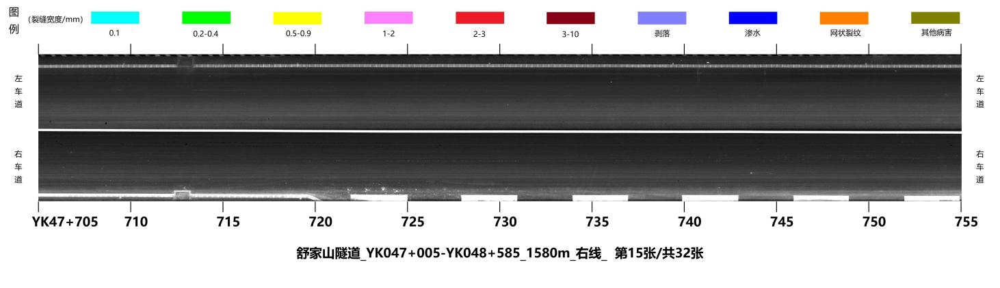 图例
(裂缝宽度/mm)
0.1 0.2-0.4 0.5-0.9 1-2 2-3 3-10 剥落 渗水 网状裂纹 其他病害
左车道 左车道
右车道 右车道
YK47+705 710 715 720 725 730 735 740 745 750 755
舒家山隧道_YK047+005-YK048+585_1580m_右线_ 第15张/共32张